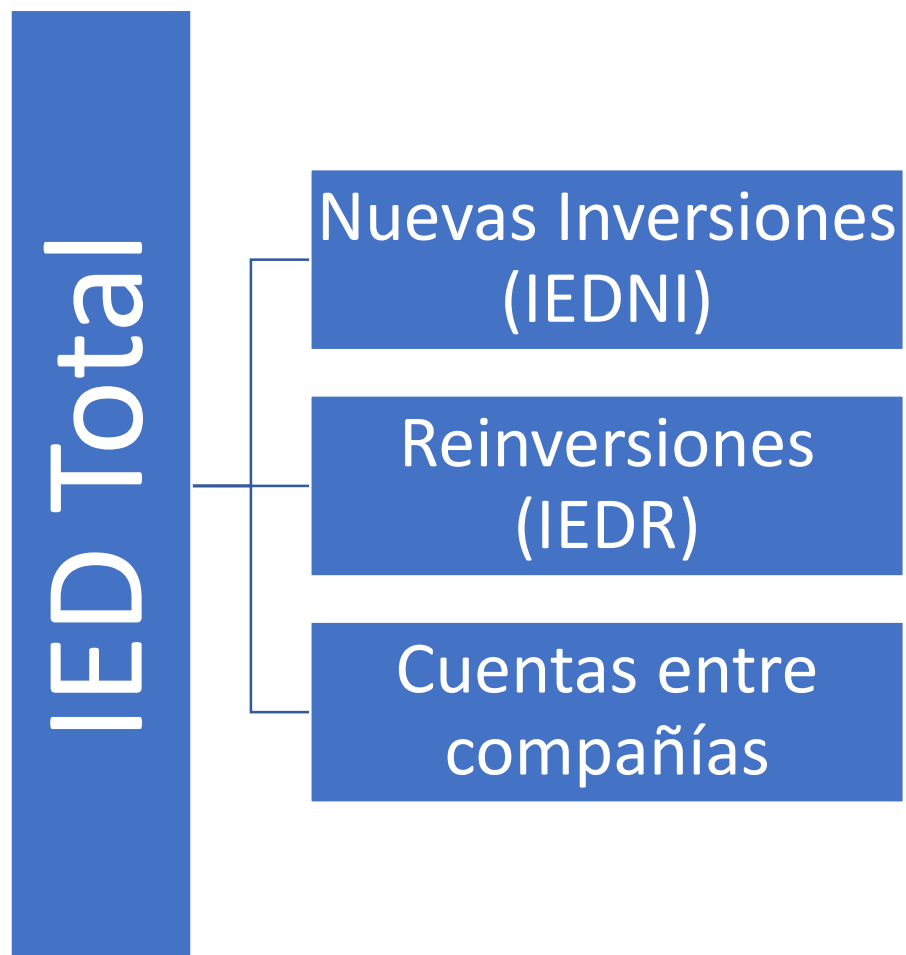 IED Total
Nuevas Inversiones
(IEDNI)
Reinversiones
(IEDR)
Cuentas entre
compañías